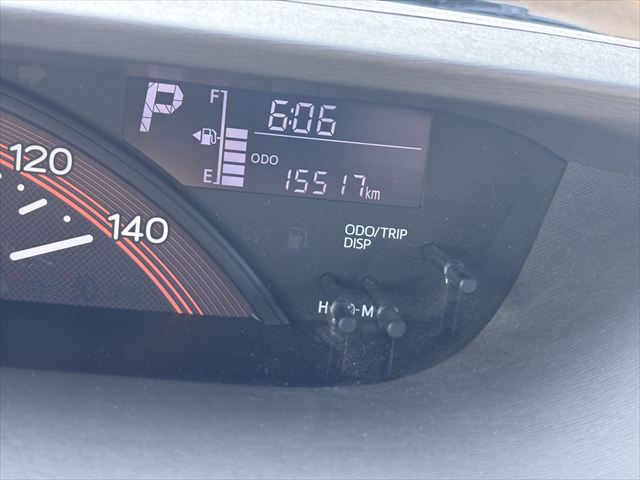 P
F
6:06
ODO
E
15517km
120
140
ODO/TRIP
DISP
H
-M